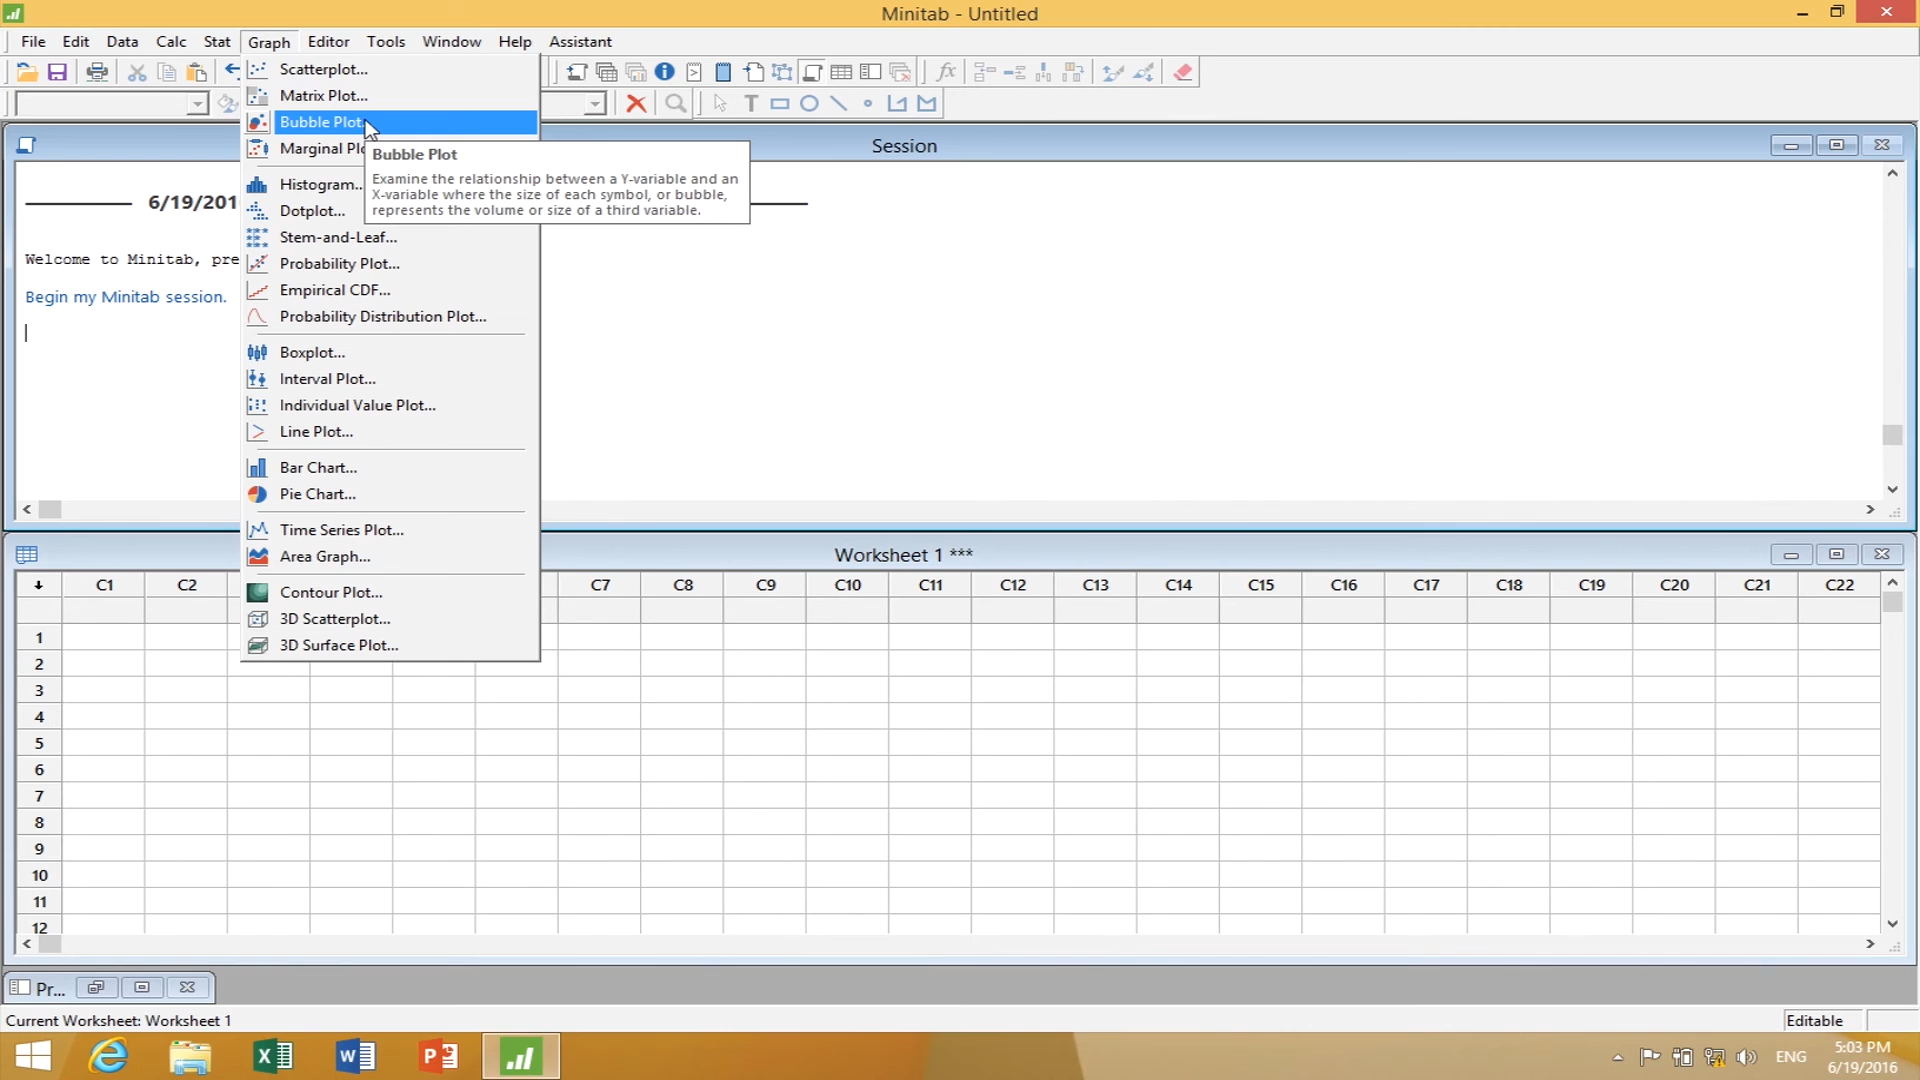 Minitab - Untitled
File Edit Data Calc Stat Graph Editor Tools Window Help Assistant
Scatterplot...
Matrix Plot...
Bubble Plot...
Marginal Plo
Bubble Plot
Examine the relationship between a Y-variable and an
X-variable where the size of each symbol, or bubble,
represents the volume or size of a third variable.
Histogram...
Dotplot...
Stem-and-Leaf...
Probability Plot...
Empirical CDF...
Probability Distribution Plot...
Boxplot...
Interval Plot...
Individual Value Plot...
Line Plot...
Bar Chart...
Pie Chart...
Time Series Plot...
Area Graph...
Contour Plot...
3D Scatterplot...
3D Surface Plot...
Session
6/19/201
Welcome to Minitab, pre
Begin my Minitab session.
Worksheet 1 ***
C1 C2 C7 C8 C9 C10 C11 C12 C13 C14 C15 C16 C17 C18 C19 C20 C21 C22
1
2
3
4
5
6
7
8
9
10
11
12
Pr...
Current Worksheet: Worksheet 1
Editable
ENG
5:03 PM
6/19/2016